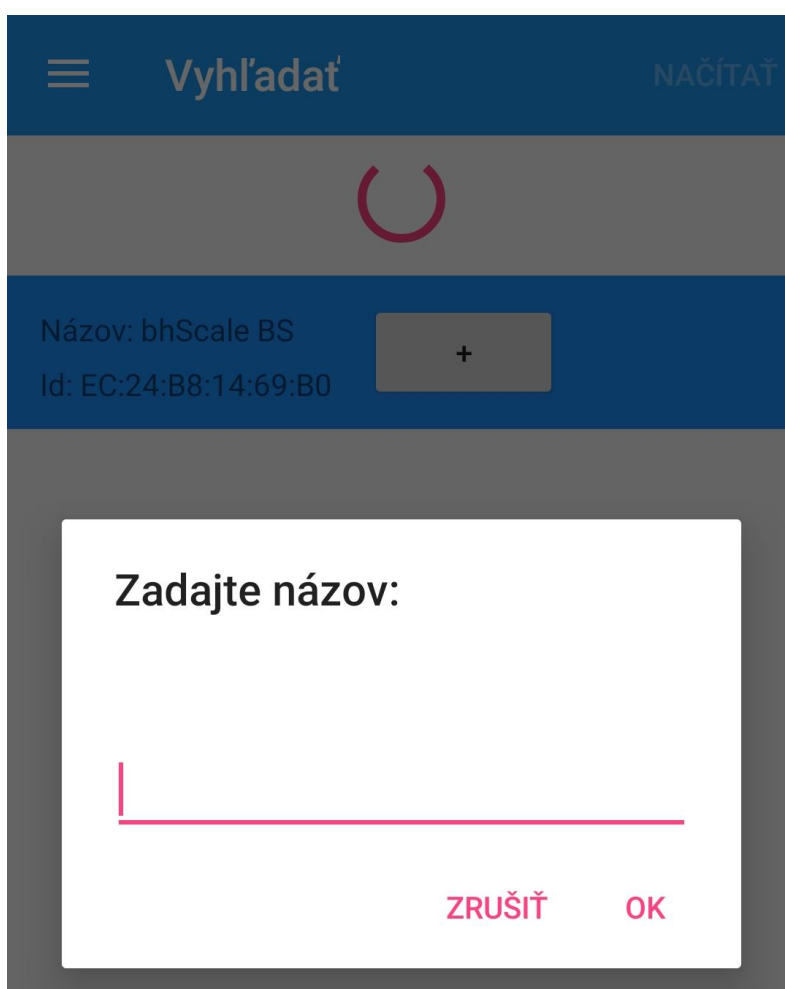 Vyhľadať
NAČÍTAŤ
Názov: bhScale BS
Id: EC:24:B8:14:69:B0
+
Zadajte názov:
ZRUŠIŤ
OK